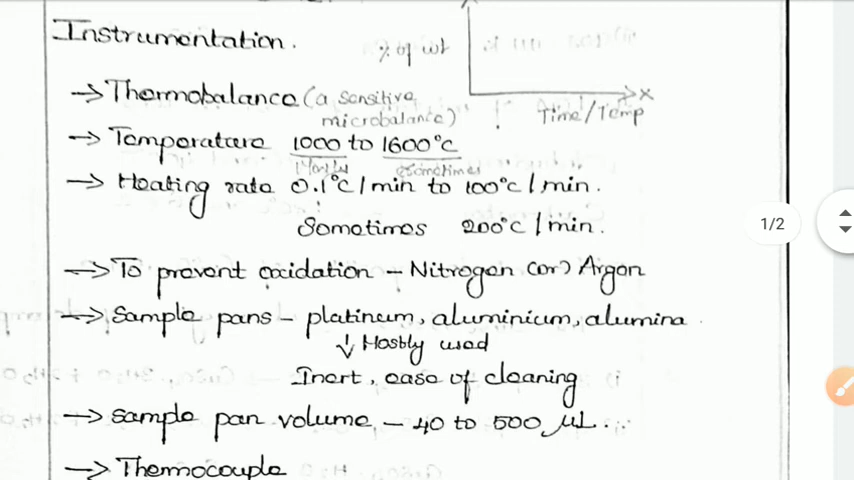 Instrumentation.
% of wt
→ Thermobalance (a sensitive
microbalance)
X
Time/Temp
→ Temperature 1000 to 1600°C
Mostly sometimes
→ Heating rate 0.1°C/min to 100°C/min.
Sometimes 200°C/min.
1/2
→ To prevent oxidation - Nitrogen (or) Argon
→ Sample pans - platinum, aluminium, alumina
↓ Mostly used
Inert, ease of cleaning
→ Sample pan volume - 40 to 500 μL.
→ Thermocouple